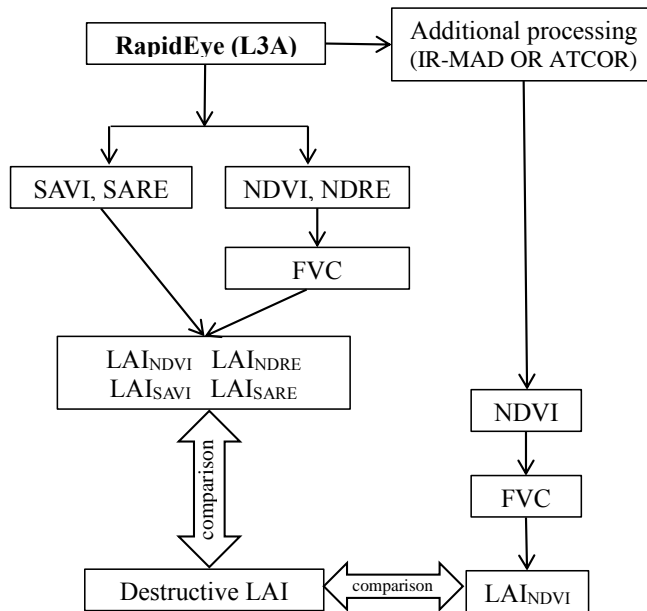 RapidEye (L3A)
Additional processing
(IR-MAD OR ATCOR)
SAVI, SARE
NDVI, NDRE
FVC
LAINDVI LAINDRE
LAISAVI LAISARE
NDVI
comparison
FVC
Destructive LAI
comparison
LAINDVI